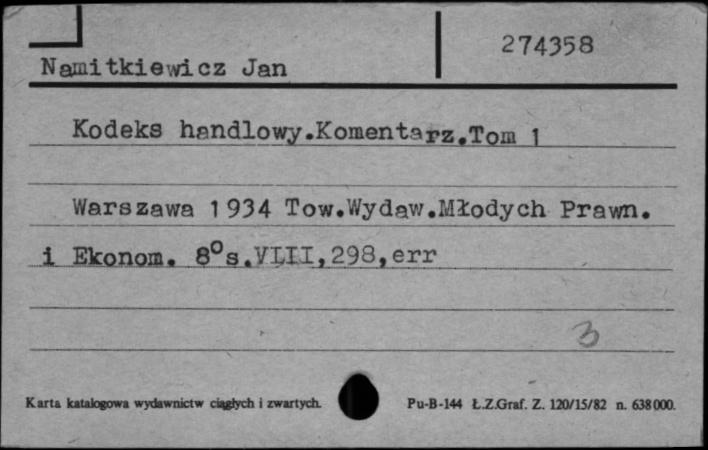 274358
Namitkiewicz Jan
Kodeks handlowy.Komentarz.Tom 1
Warszawa 1934 Tow.Wydaw.Młodych Prawn.
i Ekonom. 8°s.VIII,298,err
3
Karta katalogowa wydawnictw ciągłych i zwartych. Pu-B-144 Ł.Z.Graf. Z. 120/15/82 n. 638000.